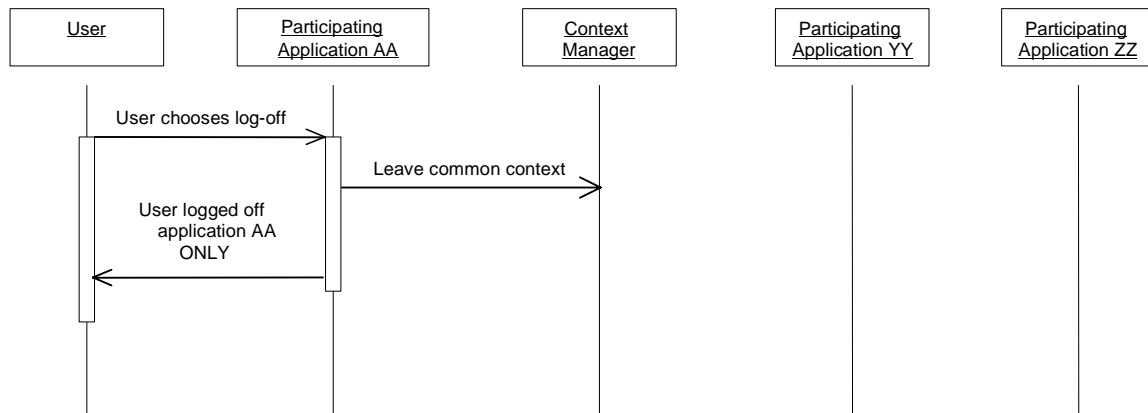 User
Participating
Application AA
Context
Manager
Participating
Application YY
Participating
Application ZZ
User chooses log-off
Leave common context
User logged off
application AA
ONLY